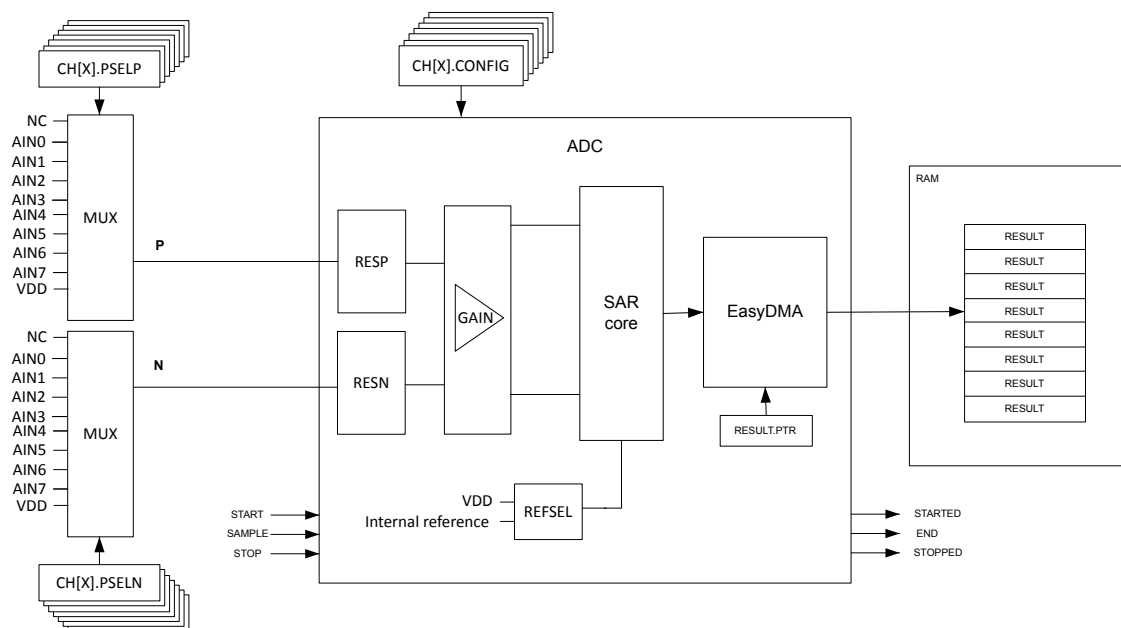 CH[X].PSELP
CH[X].CONFIG
NC
AIN0
AIN1
AIN2
AIN3
AIN4
AIN5
AIN6
AIN7
VDD
MUX
P
NC
AIN0
AIN1
AIN2
AIN3
AIN4
AIN5
AIN6
AIN7
VDD
MUX
N
CH[X].PSELN
ADC
RESP
RESN
GAIN
SAR
core
EasyDMA
RESULT.PTR
VDD
Internal reference
REFSEL
START
SAMPLE
STOP
STARTED
END
STOPPED
RAM
RESULT
RESULT
RESULT
RESULT
RESULT
RESULT
RESULT
RESULT